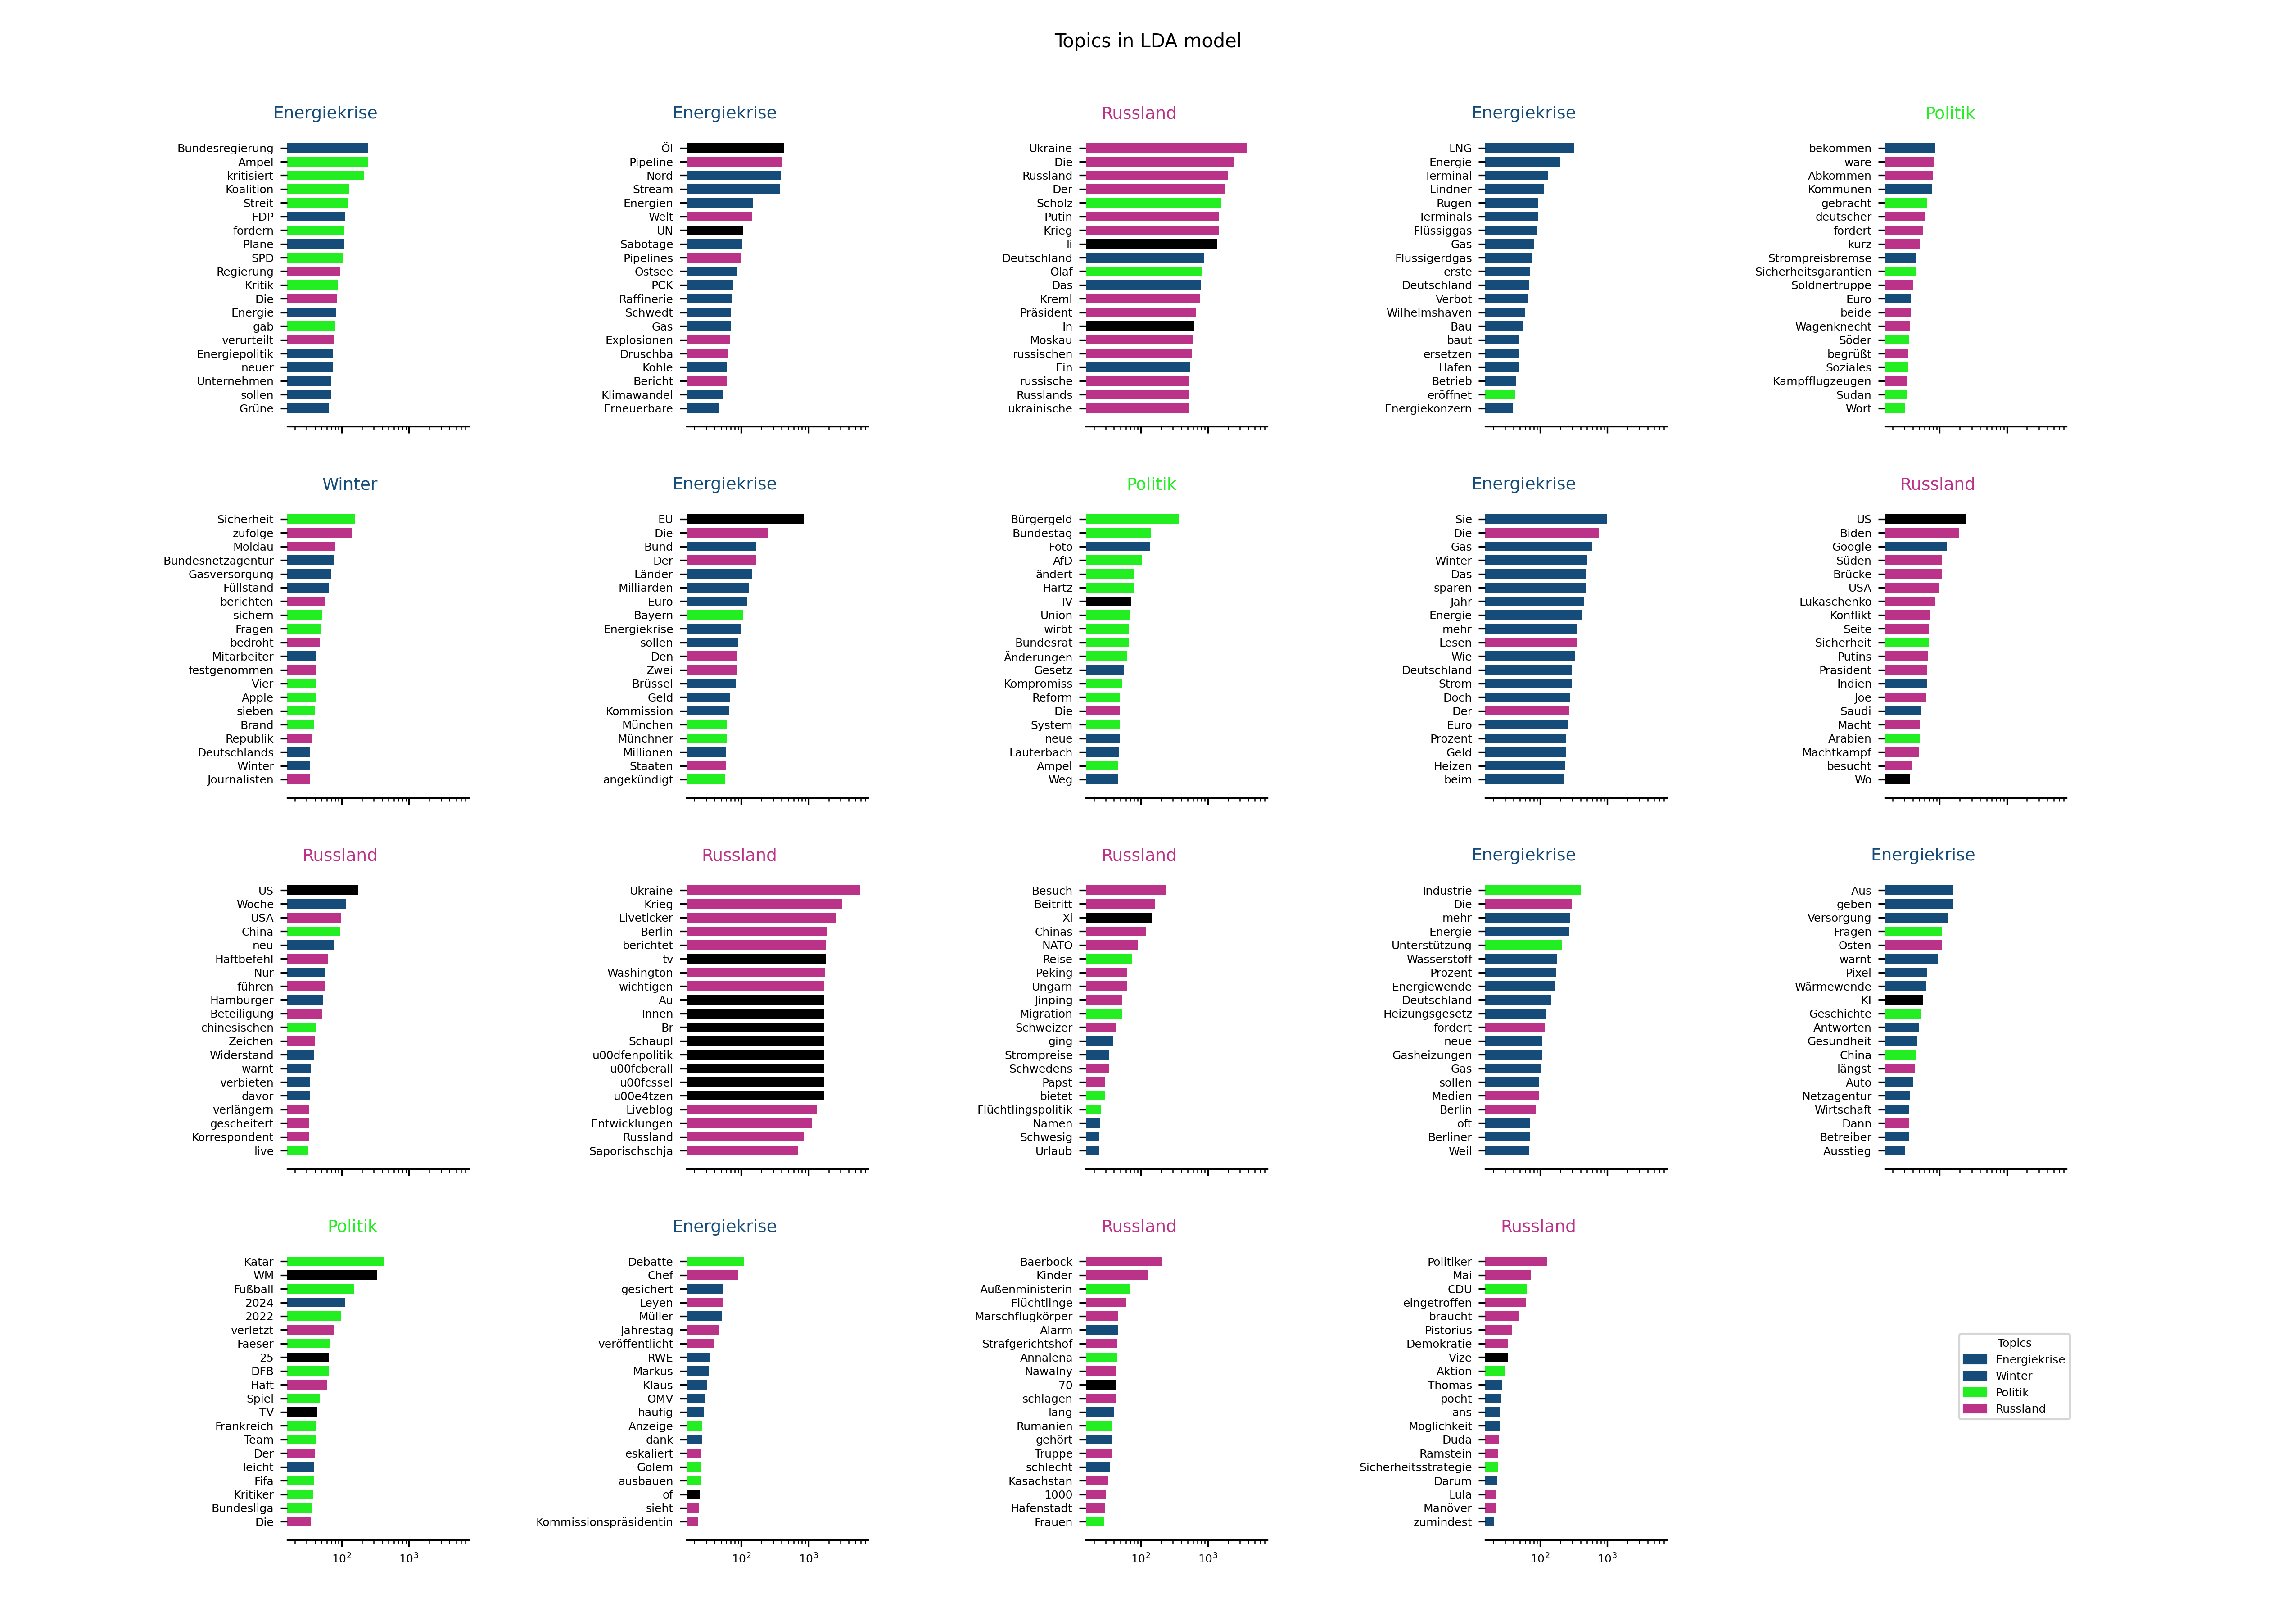 Topics in LDA model
Energiekrise
Bundesregierung
Ampel
kritisiert
Koalition
Streit
FDP
fordern
Pläne
SPD
Regierung
Kritik
Die
Energie
gab
verurteilt
Energiepolitik
neuer
Unternehmen
sollen
Grüne
Energiekrise
Öl
Pipeline
Nord
Stream
Energien
Welt
UN
Sabotage
Pipelines
Ostsee
PCK
Raffinerie
Schwedt
Gas
Explosionen
Druschba
Kohle
Bericht
Klimawandel
Erneuerbare
Russland
Ukraine
Die
Russland
Der
Scholz
Putin
Krieg
li
Deutschland
Olaf
Das
Kreml
Präsident
In
Moskau
russischen
Ein
russische
Russlands
ukrainische
Energiekrise
LNG
Energie
Terminal
Lindner
Rügen
Terminals
Flüssiggas
Gas
Flüssigerdgas
erste
Deutschland
Verbot
Wilhelmshaven
Bau
baut
ersetzen
Hafen
Betrieb
eröffnet
Energiekonzern
Politik
bekommen
wäre
Abkommen
Kommunen
gebracht
deutscher
fordert
kurz
Strompreisbremse
Sicherheitsgarantien
Söldnertruppe
Euro
beide
Wagenknecht
Söder
begrüßt
Soziales
Kampfflugzeugen
Sudan
Wort
Winter
Sicherheit
zufolge
Moldau
Bundesnetzagentur
Gasversorgung
Füllstand
berichten
sichern
Fragen
bedroht
Mitarbeiter
festgenommen
Vier
Apple
sieben
Brand
Republik
Deutschlands
Winter
Journalisten
Energiekrise
EU
Die
Bund
Der
Länder
Milliarden
Euro
Bayern
Energiekrise
sollen
Den
Zwei
Brüssel
Geld
Kommission
München
Münchner
Millionen
Staaten
angekündigt
Politik
Bürgergeld
Bundestag
Foto
AfD
ändert
Hartz
IV
Union
wirbt
Bundesrat
Änderungen
Gesetz
Kompromiss
Reform
Die
System
neue
Lauterbach
Ampel
Weg
Energiekrise
Sie
Die
Gas
Winter
Das
sparen
Jahr
Energie
mehr
Lesen
Wie
Deutschland
Strom
Doch
Der
Euro
Prozent
Geld
Heizen
beim
Russland
US
Biden
Google
Süden
Brücke
USA
Lukaschenko
Konflikt
Seite
Sicherheit
Putins
Präsident
Indien
Joe
Saudi
Macht
Arabien
Machtkampf
besucht
Wo
Russland
US
Woche
USA
China
neu
Haftbefehl
Nur
führen
Hamburger
Beteiligung
chinesischen
Zeichen
Widerstand
warnt
verbieten
davor
verlängern
gescheitert
Korrespondent
live
Russland
Ukraine
Krieg
Liveticker
Berlin
berichtet
tv
Washington
wichtigen
Au
Innen
Br
Schaupl
u00dfenpolitik
u00fcberall
u00fcssel
u00e4tzen
Liveblog
Entwicklungen
Russland
Saporischschja
Russland
Besuch
Beitritt
Xi
Chinas
NATO
Reise
Peking
Ungarn
Jinping
Migration
Schweizer
ging
Strompreise
Schwedens
Papst
bietet
Flüchtlingspolitik
Namen
Schwesig
Urlaub
Energiekrise
Industrie
Die
mehr
Energie
Unterstützung
Wasserstoff
Prozent
Energiewende
Deutschland
Heizungsgesetz
fordert
neue
Gasheizungen
Gas
sollen
Medien
Berlin
oft
Berliner
Weil
Energiekrise
Aus
geben
Versorgung
Fragen
Osten
warnt
Pixel
Wärmewende
KI
Geschichte
Antworten
Gesundheit
China
längst
Auto
Netzagentur
Wirtschaft
Dann
Betreiber
Ausstieg
Politik
Katar
WM
Fußball
2024
2022
verletzt
Faeser
25
DFB
Haft
Spiel
TV
Frankreich
Team
Der
leicht
Fifa
Kritiker
Bundesliga
Die
10² 10³
Energiekrise
Debatte
Chef
gesichert
Leyen
Müller
Jahrestag
veröffentlicht
RWE
Markus
Klaus
OMV
häufig
Anzeige
dank
eskaliert
Golem
ausbauen
of
sieht
Kommissionspräsidentin
10² 10³
Russland
Baerbock
Kinder
Außenministerin
Flüchtlinge
Marschflugkörper
Alarm
Strafgerichtshof
Annalena
Nawalny
70
schlagen
lang
Rumänien
gehört
Truppe
schlecht
Kasachstan
1000
Hafenstadt
Frauen
10² 10³
Russland
Politiker
Mai
CDU
eingetroffen
braucht
Pistorius
Demokratie
Vize
Aktion
Thomas
pocht
ans
Möglichkeit
Duda
Ramstein
Sicherheitsstrategie
Darum
Lula
Manöver
zumindest
10² 10³
Topics
Energiekrise
Winter
Politik
Russland